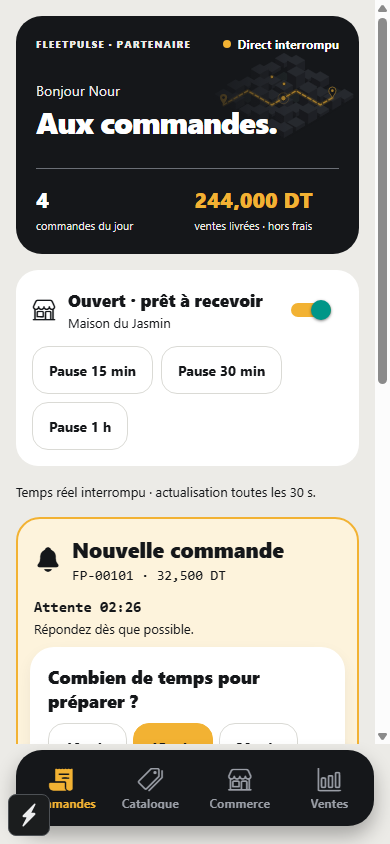 FLEETPULSE · PARTENAIRE
Direct interrompu
Bonjour Nour
Aux commandes.
4
244,000 DT
commandes du jour
ventes livrées · hors frais
Ouvert · prêt à recevoir
Maison du Jasmin
Pause 15 min
Pause 30 min
Pause 1 h
Temps réel interrompu · actualisation toutes les 30 s.
Nouvelle commande
FP-00101 · 32,500 DT
Attente 02:26
Répondez dès que possible.
Combien de temps pour
préparer ?
Catalogue
Commerce
Ventes